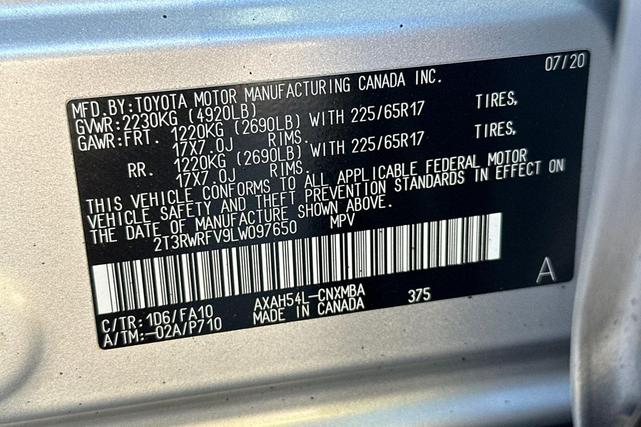 07/20
MFD.BY:TOYOTA MOTOR MANUFACTURING CANADA INC.
GVWR:2230KG (4920LB)
GAWR:FRT. 1220KG (2690LB) WITH 225/65R17 TIRES,
17X7.0J RIMS.
RR. 1220KG (2690LB) WITH 225/65R17 TIRES,
17X7.0J RIMS.
THIS VEHICLE CONFORMS TO ALL APPLICABLE FEDERAL MOTOR
VEHICLE SAFETY AND THEFT PREVENTION STANDARDS IN EFFECT ON
THE DATE OF MANUFACTURE SHOWN ABOVE.
2T3RWRFV9LW097650 MPV
A
C/TR:1D6/FA10 AXAH54L-CNXMBA 375
A/TM:-02A/P710 MADE IN CANADA